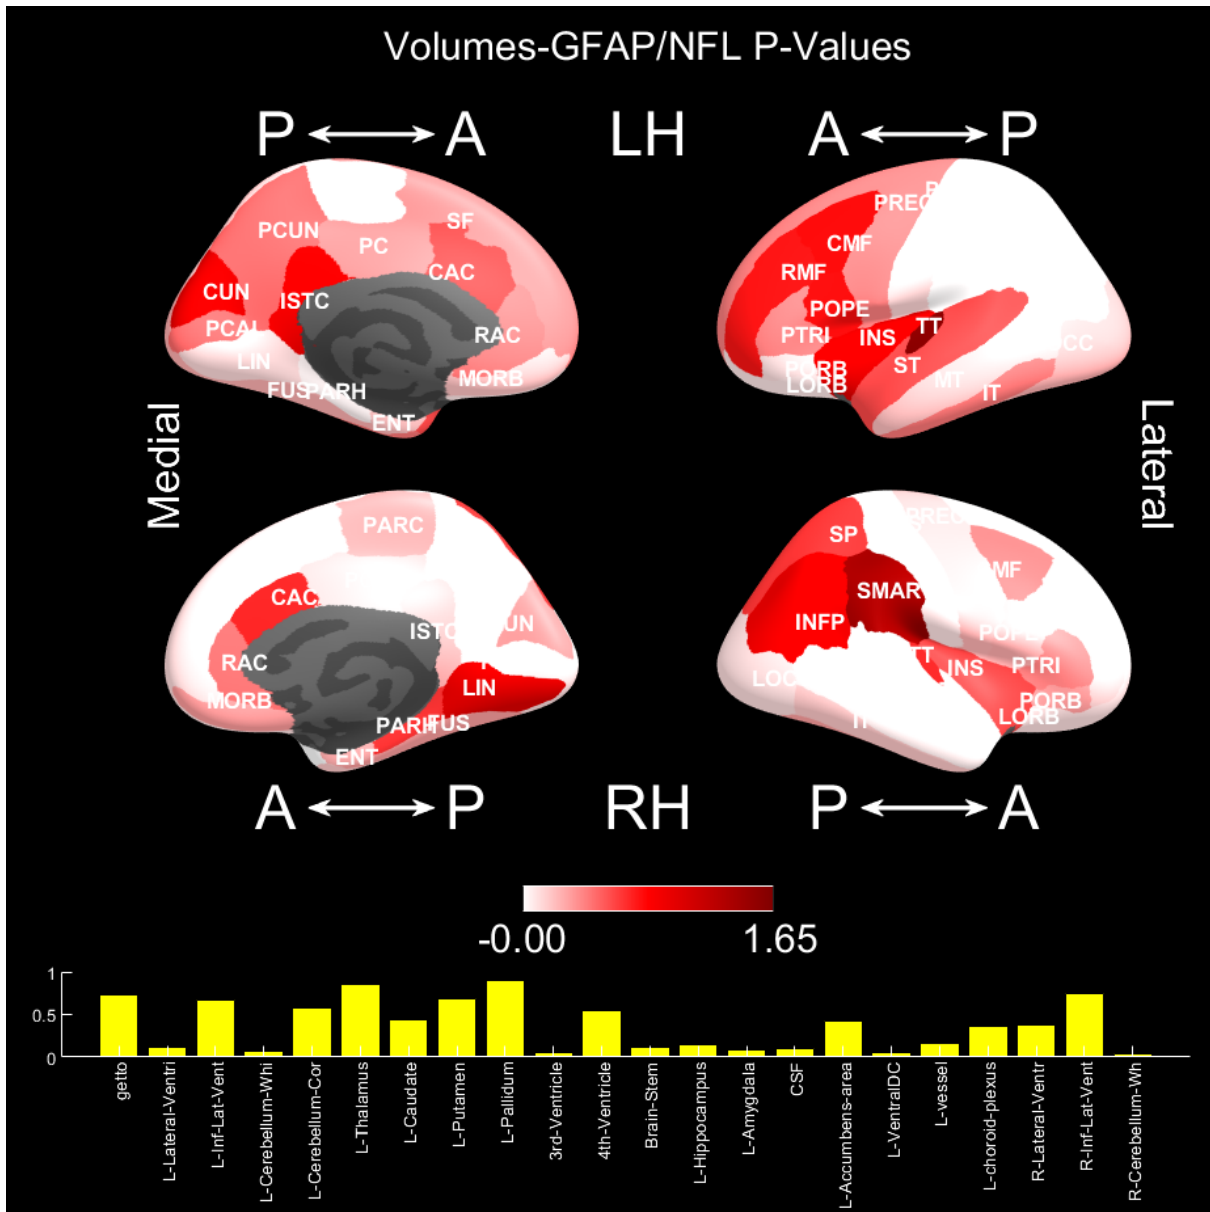 Volumes-GFAP/NFL P-Values
P A LH A P
PCUN
PC
SF
CAC
CUN
ISTC
PCAL
LIN
RAC
MORB
FUS
PARH
ENT
CMF
RMF
POPE
PTRI
INS
TT
PORB
LORB
ST
MT
IT
Medial
Lateral
PARC
CAC
ISTC
RAC
MORB
LIN
PARH
FUS
ENT
SP
SMAR
INFP
INS
PTRI
PORB
LORB
A P RH P A
-0.00 1.65
1
0.5
0
getto
L-Lateral-Ventri
L-Inf-Lat-Vent
L-Cerebellum-Whi
L-Cerebellum-Cor
L-Thalamus
L-Caudate
L-Putamen
L-Pallidum
3rd-Ventricle
4th-Ventricle
Brain-Stem
L-Hippocampus
L-Amygdala
CSF
L-Accumbens-area
L-VentralDC
L-vessel
L-choroid-plexus
R-Lateral-Ventr
R-Inf-Lat-Vent
R-Cerebellum-Wh